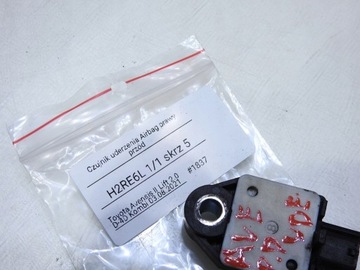 Czujnik uderzenia Airbag prawy
przód
H2RE6L 1/1 skrz.5
Toyota Avensis II Lift 2,0
D-4D Kombi 03.08.2021
#1837
AVE